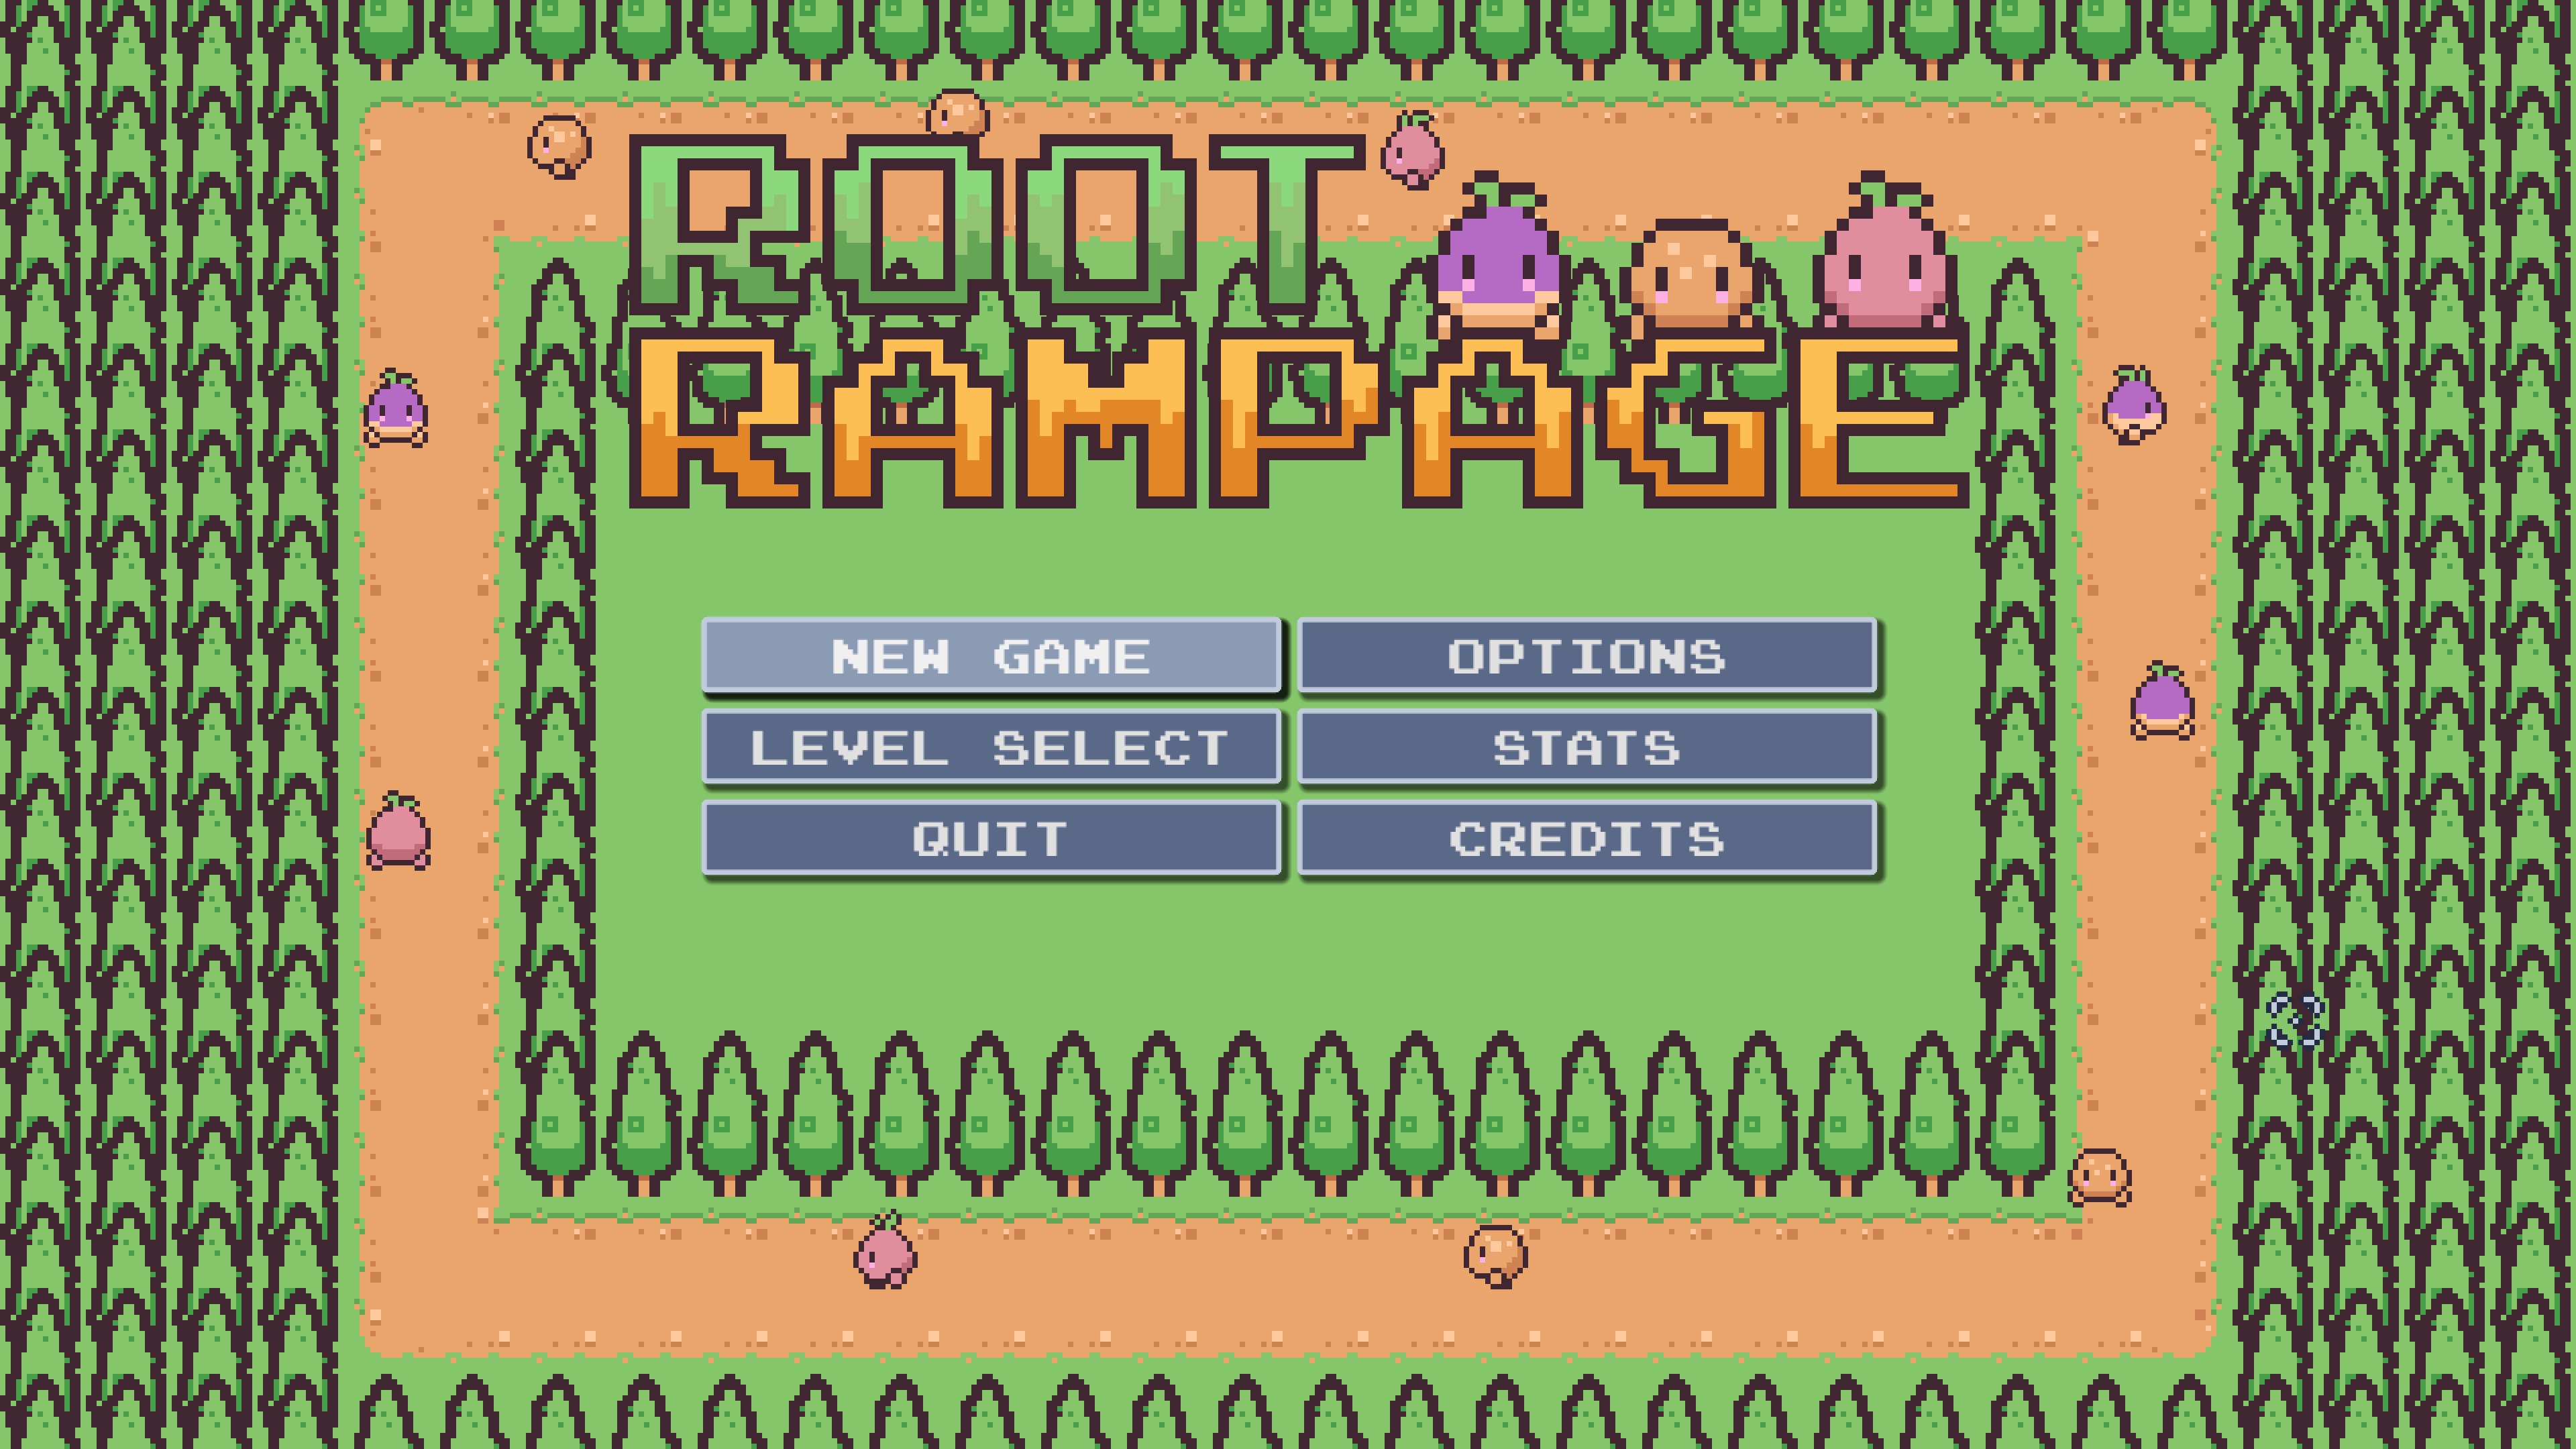 ROOT
RAMPAGE
NEW GAME
OPTIONS
LEVEL SELECT
STATS
QUIT
CREDITS